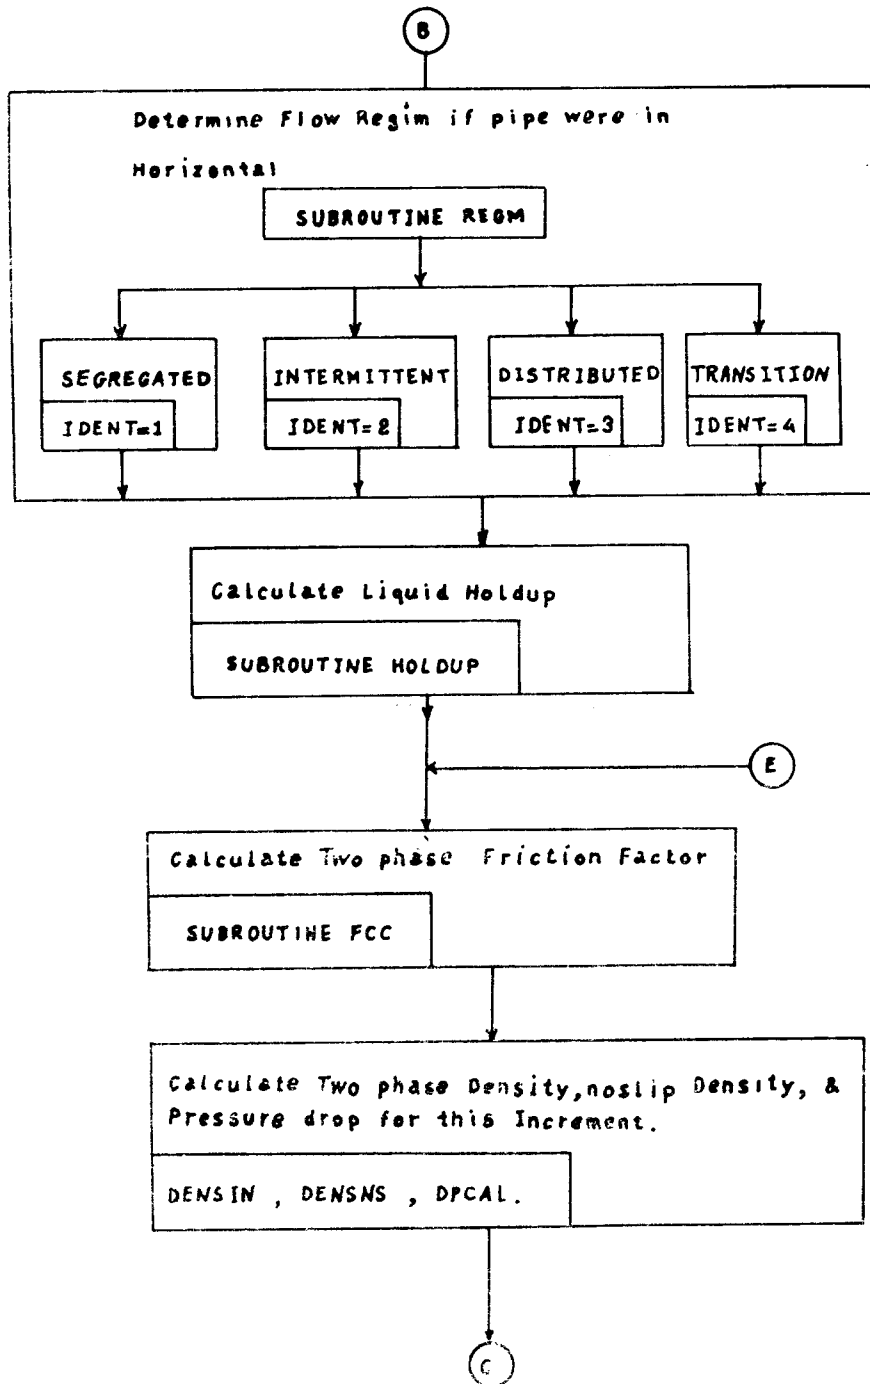 B
Determine Flow Regim if pipe were in
Horizontal
SUBROUTINE REGM
SEGREGATED
IDENT=1
INTERMITTENT
IDENT=2
DISTRIBUTED
IDENT=3
TRANSITION
IDENT=4
Calculate Liquid Holdup
SUBROUTINE HOLDUP
E
Calculate Two phase Friction Factor
SUBROUTINE FCC
Calculate Two phase Density, noslip Density, &
Pressure drop for this Increment.
DENSIN , DENSNS , DPCAL.
C